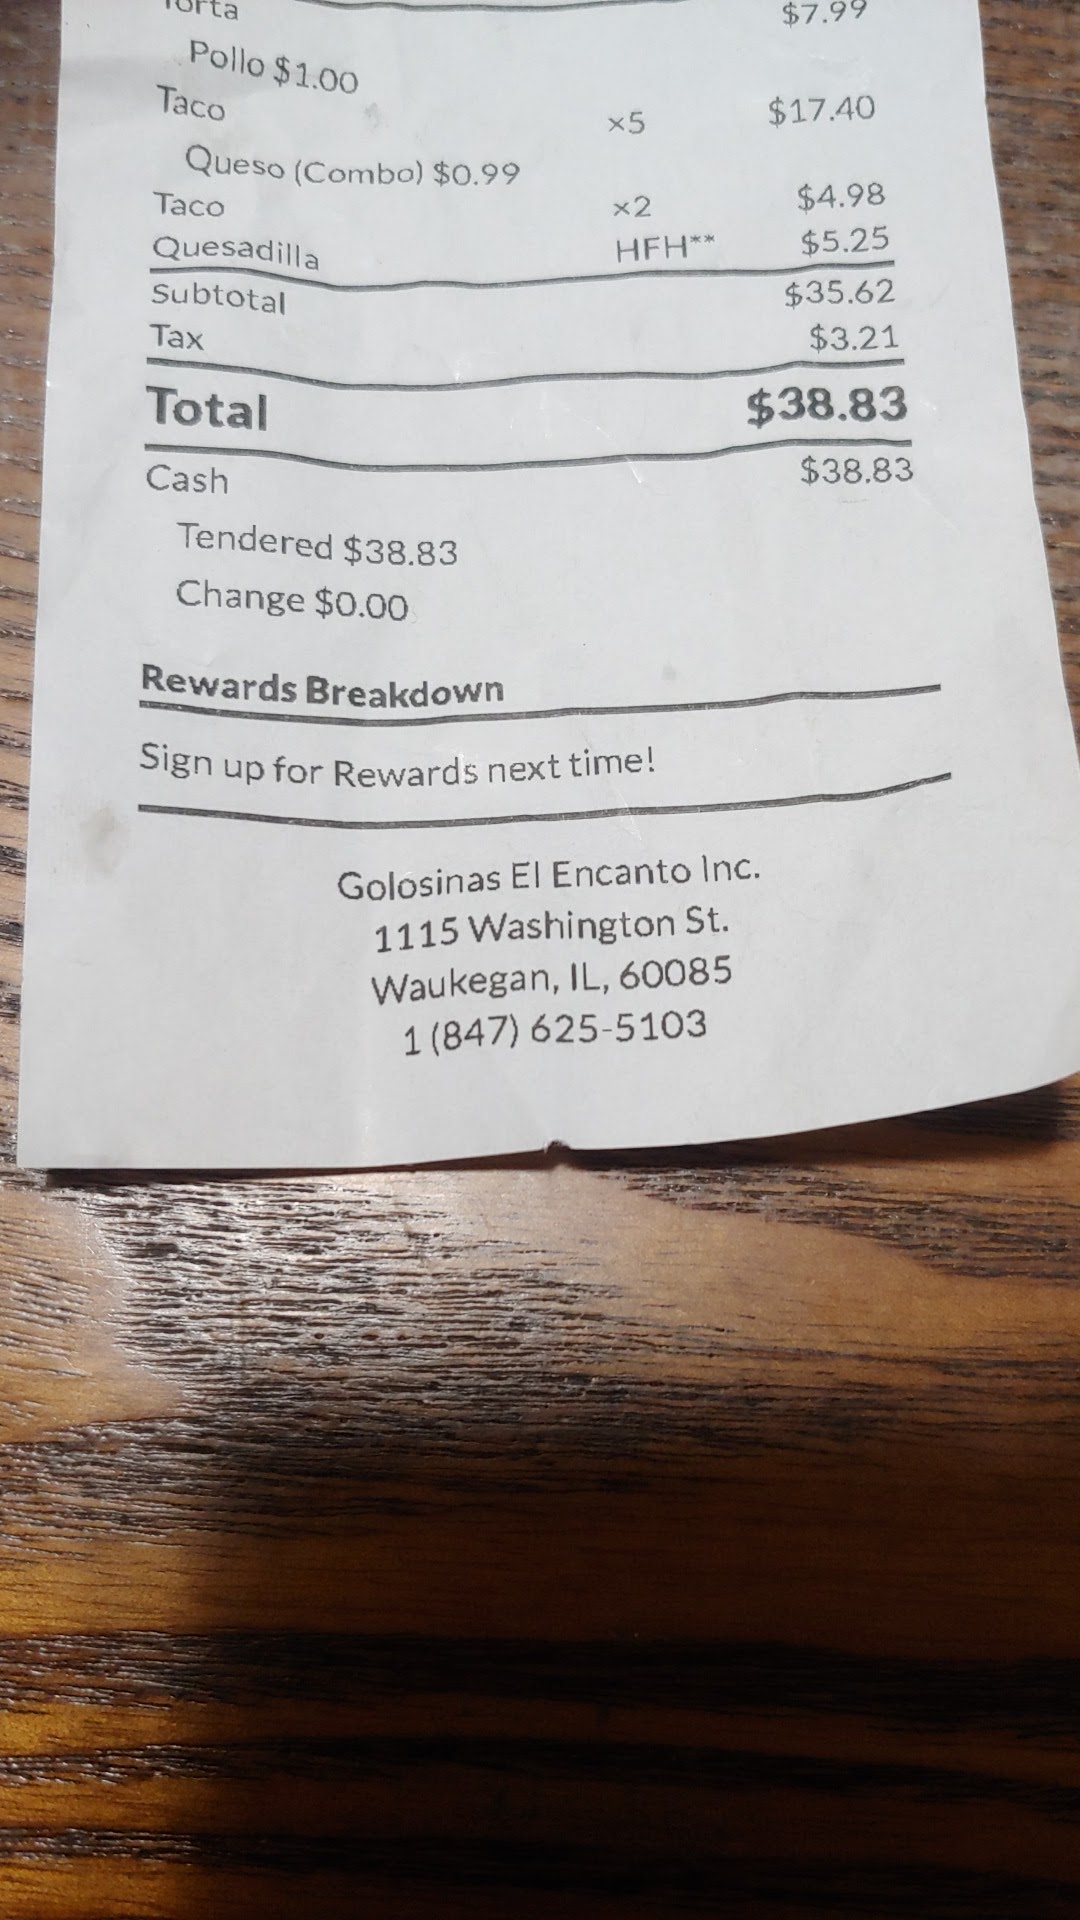 Torta $7.99
Pollo $1.00
Taco x5 $17.40
Queso (Combo) $0.99
Taco x2 $4.98
Quesadilla HFH** $5.25
Subtotal $35.62
Tax $3.21
Total $38.83
Cash $38.83
Tendered $38.83
Change $0.00
Rewards Breakdown
Sign up for Rewards next time!
Golosinas El Encanto Inc.
1115 Washington St.
Waukegan, IL, 60085
1 (847) 625-5103